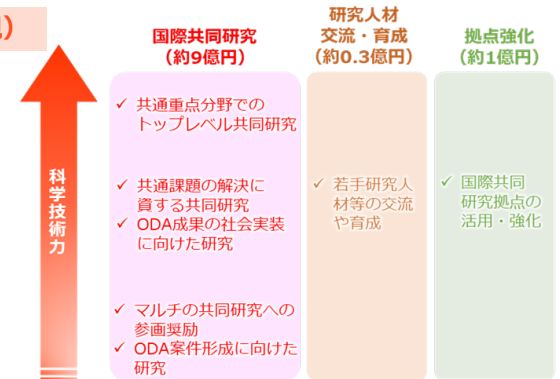 国際共同研究
（約9億円）
研究人材
交流・育成
（約0.3億円）
拠点強化
（約1億円）
科学技術力
✓ 共通重点分野での
トップレベル共同研究
✓ 共通課題の解決に
資する共同研究
✓ ODA成果の社会実装
に向けた研究
✓ マルチの共同研究への
参画奨励
✓ ODA案件形成に向けた
研究
✓ 若手研究人
材等の交流
や育成
✓ 国際共同
研究拠点の
活用・強化